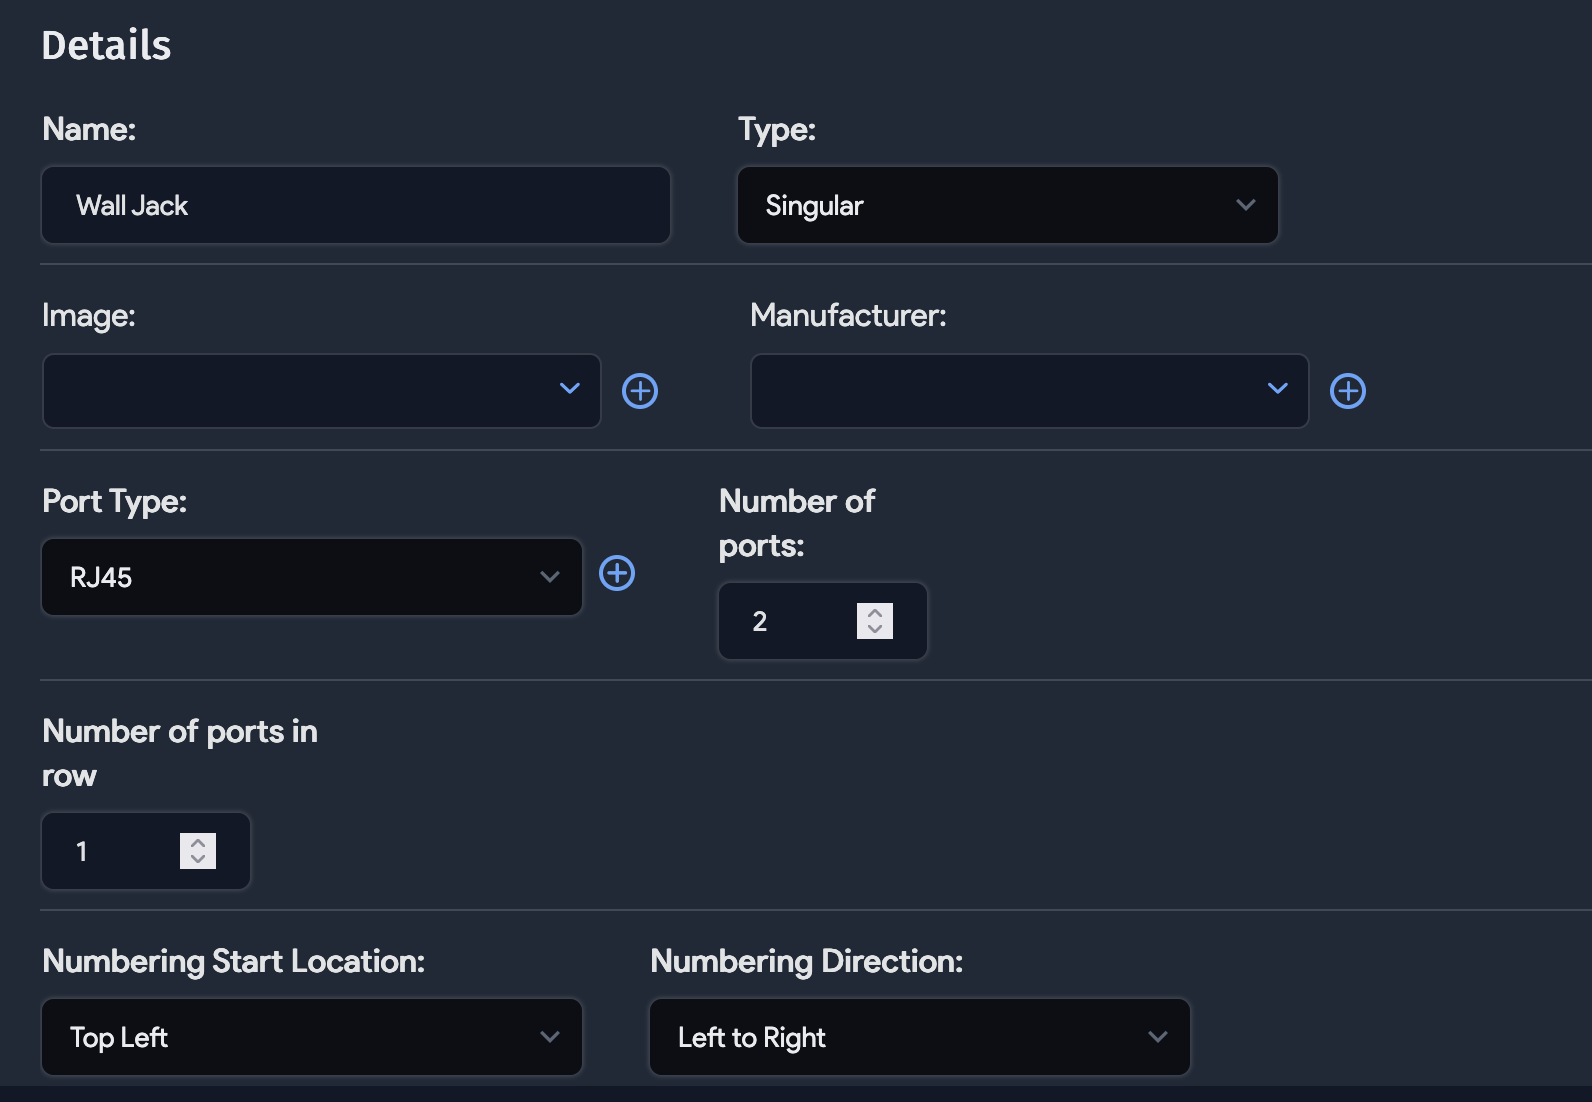 Details
Name:
Type:
Wall Jack
Singular
Image:
Manufacturer:
Port Type:
Number of
ports:
RJ45
2
Number of ports in
row
1
Numbering Start Location:
Numbering Direction:
Top Left
Left to Right